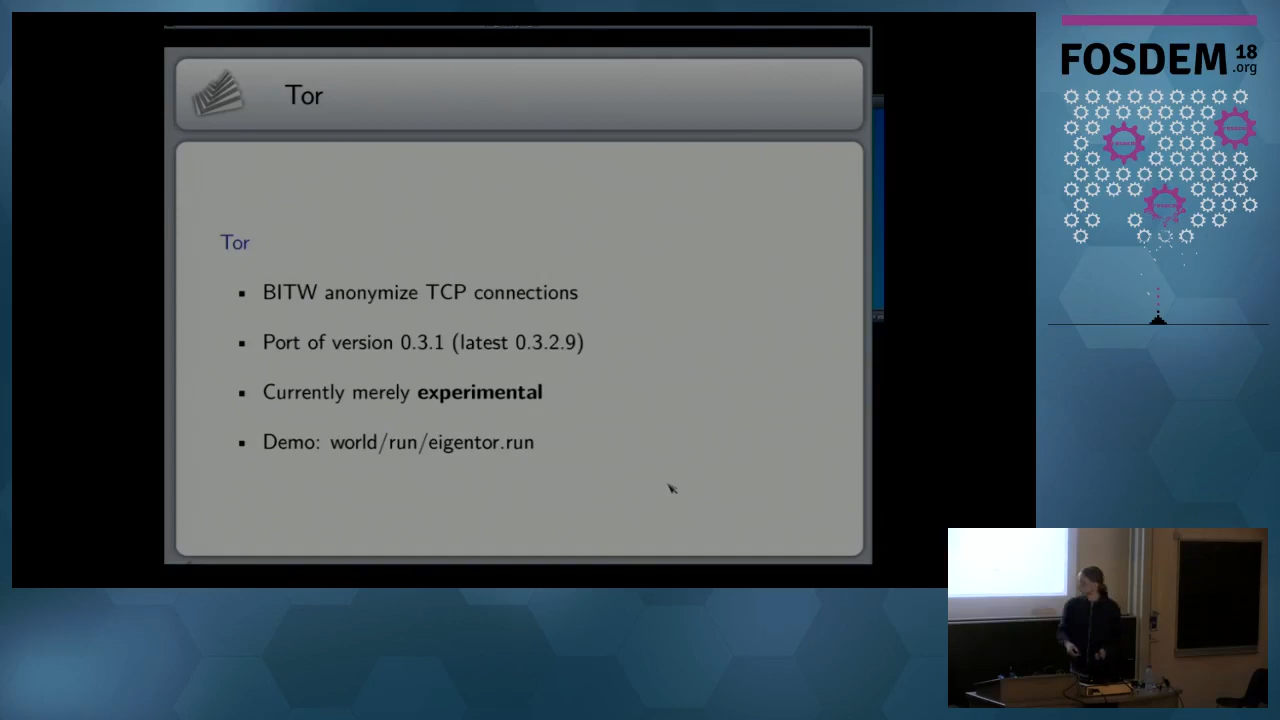 Tor
Tor
▪ BITW anonymize TCP connections
▪ Port of version 0.3.1 (latest 0.3.2.9)
▪ Currently merely experimental
▪ Demo: world/run/eigentor.run
FOSDEM 18
.org